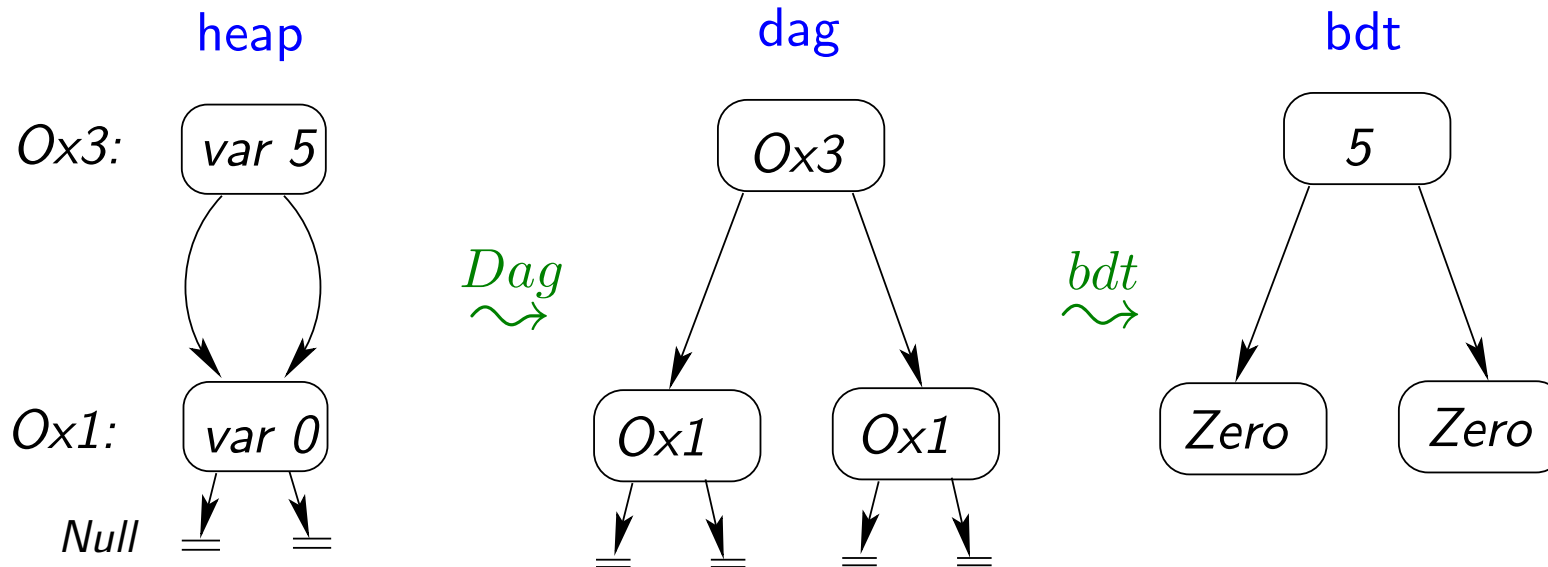 heap dag bdt
Ox3: var 5 Ox3 5
Dag bdt
Ox1: var 0 Ox1 Ox1 Zero Zero
Null